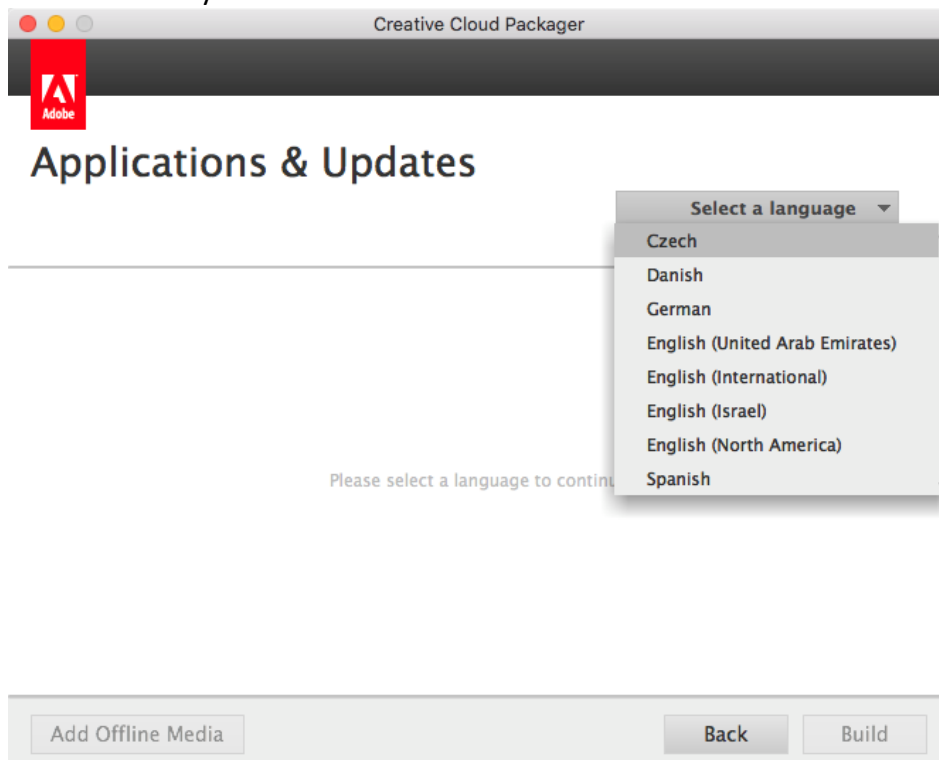 Creative Cloud Packager
Adobe
Applications & Updates
Select a language
Czech
Danish
German
English (United Arab Emirates)
English (International)
English (Israel)
English (North America)
Spanish
Please select a language to contin
Add Offline Media
Back
Build